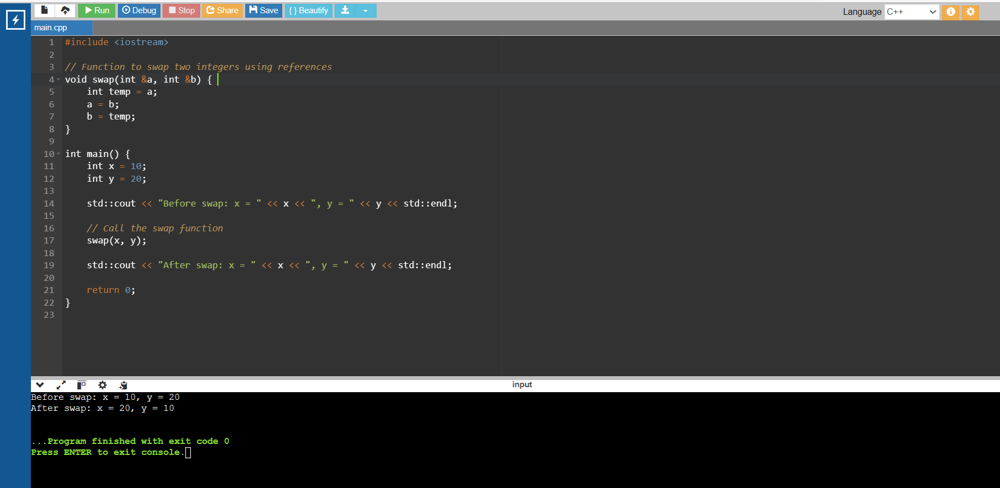 Run Debug Stop Share Save { } Beautify Language C++
main.cpp
1 #include <iostream>
2
3 // Function to swap two integers using references
4 void swap(int &a, int &b) {
5     int temp = a;
6     a = b;
7     b = temp;
8 }
9
10 int main() {
11     int x = 10;
12     int y = 20;
13
14     std::cout << "Before swap: x = " << x << ", y = " << y << std::endl;
15
16     // Call the swap function
17     swap(x, y);
18
19     std::cout << "After swap: x = " << x << ", y = " << y << std::endl;
20
21     return 0;
22 }
23
input
Before swap: x = 10, y = 20
After swap: x = 20, y = 10
...Program finished with exit code 0
Press ENTER to exit console.